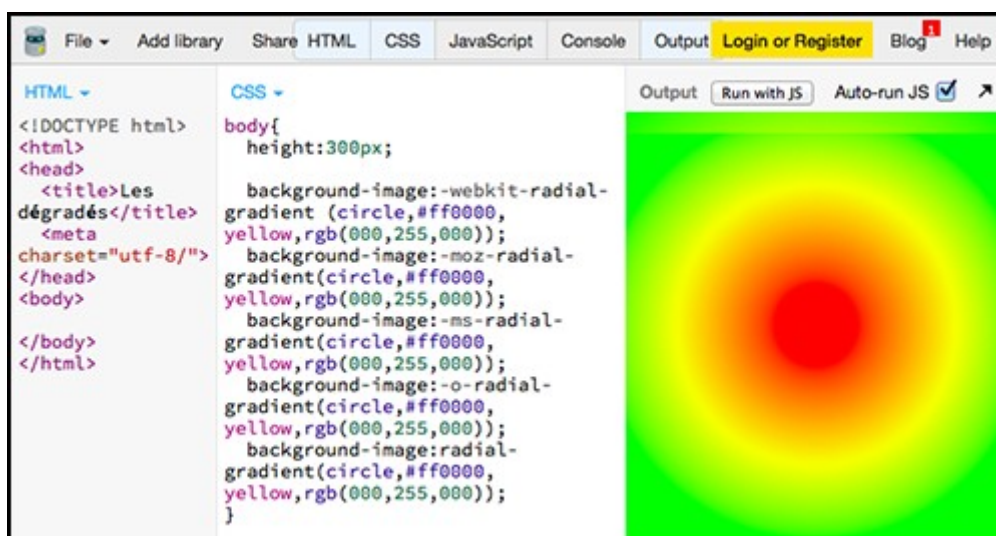 File Add library Share HTML CSS JavaScript Console Output Login or Register Blog 1 Help
HTML
<!DOCTYPE html>
<html>
<head>
<title>Les
dégradés</title>
<meta
charset="utf-8/">
</head>
<body>
</body>
</html>
CSS
body{
height:300px;
background-image:-webkit-radial-
gradient (circle,#ff0000,
yellow,rgb(000,255,000));
background-image:-moz-radial-
gradient(circle,#ff0000,
yellow,rgb(000,255,000));
background-image:-ms-radial-
gradient(circle,#ff0000,
yellow,rgb(000,255,000));
background-image:-o-radial-
gradient(circle,#ff0000,
yellow,rgb(000,255,000));
background-image:radial-
gradient(circle,#ff0000,
yellow,rgb(000,255,000));
}
Output Run with JS Auto-run JS